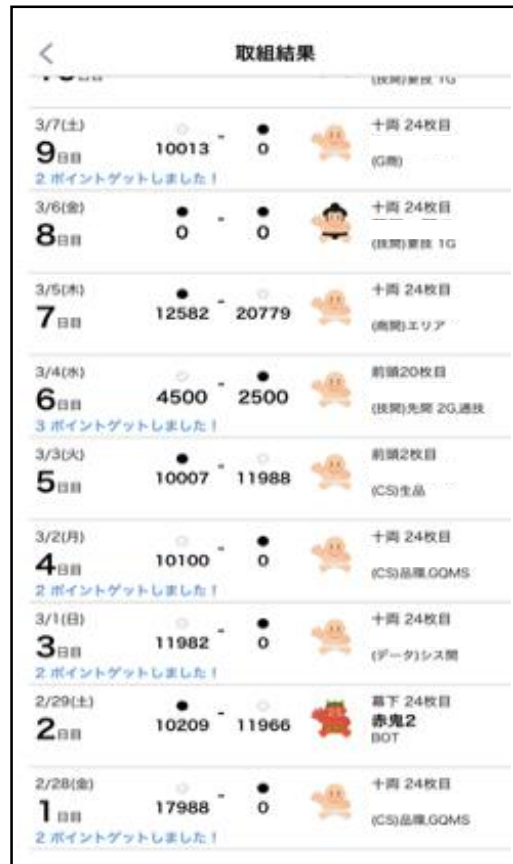 取組結果
3/7(土)
9日目
10013 - 0
2 ポイントゲットしました！
十両 24枚目
(G商)
3/6(金)
8日目
0 - 0
十両 24枚目
(技開)要技 1G
3/5(木)
7日目
12582 - 20779
十両 24枚目
(商開)エリア
3/4(水)
6日目
4500 - 2500
3 ポイントゲットしました！
前頭20枚目
(技開)先開 2G,通技
3/3(火)
5日目
10007 - 11988
前頭2枚目
(CS)生品
3/2(月)
4日目
10100 - 0
2 ポイントゲットしました！
十両 24枚目
(CS)品環,GQMS
3/1(日)
3日目
11982 - 0
2 ポイントゲットしました！
十両 24枚目
(データ)シス開
2/29(土)
2日目
10209 - 11966
幕下 24枚目
赤鬼2
BOT
2/28(金)
1日目
17988 - 0
2 ポイントゲットしました！
十両 24枚目
(CS)品環,GQMS